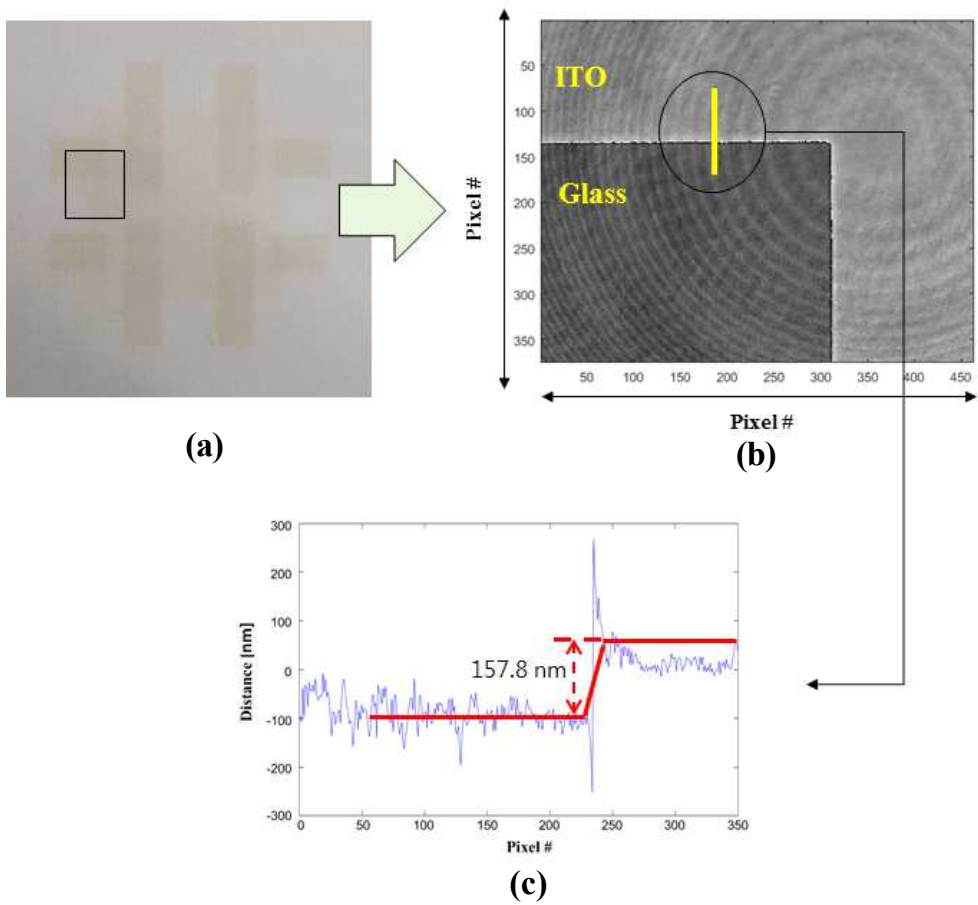 ITO
Glass
50
100
150
200
250
300
350
50 100 150 200 250 300 350 400 450
Pixel #
Pixel #
(a)
(b)
300
200
100
0
-100
-200
-300
157.8 nm
Distance [nm]
0 50 100 150 200 250 300 350
Pixel #
(c)